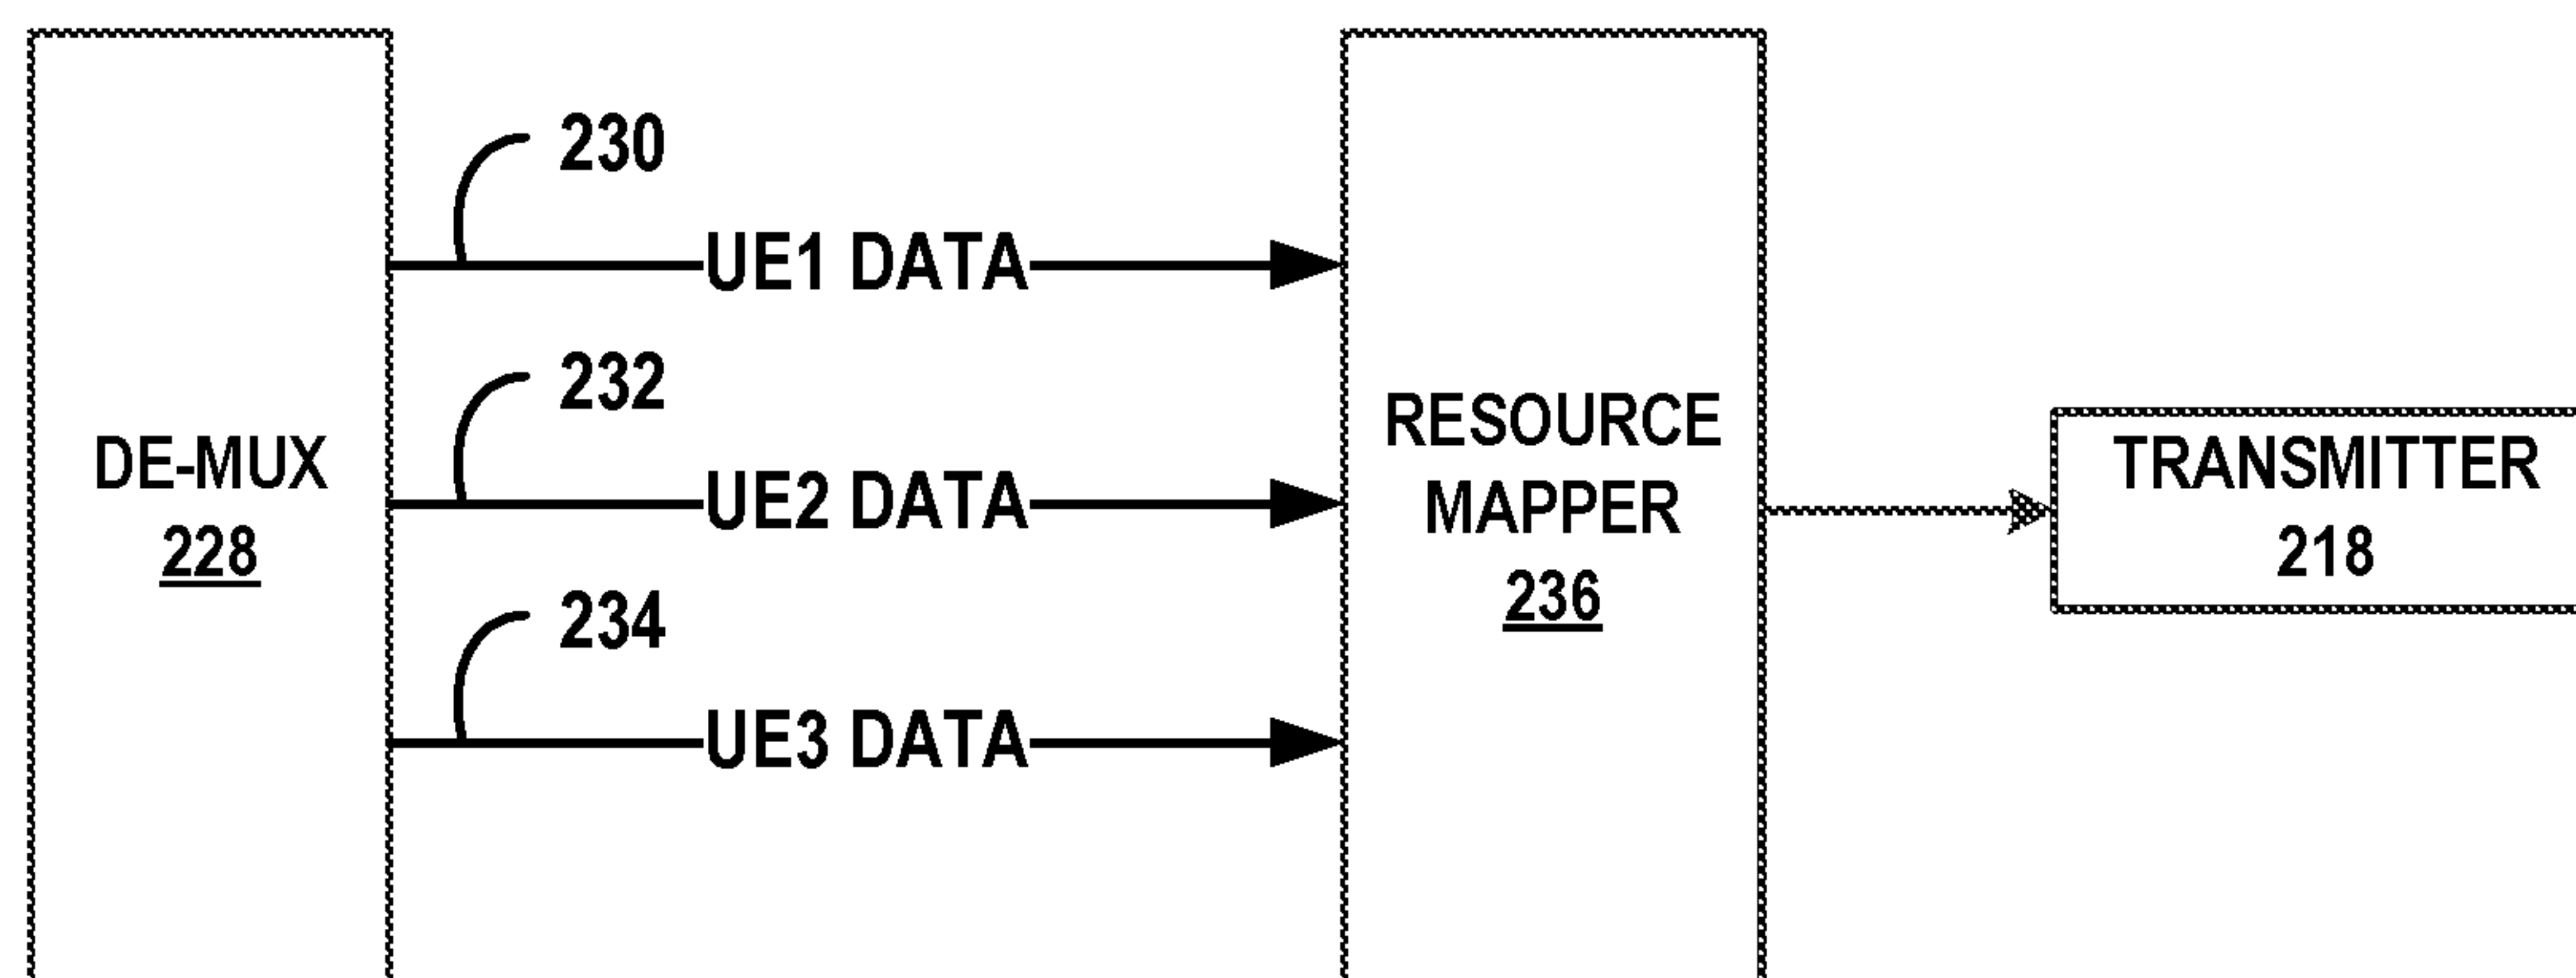 DE-MUX
228
230
UE1 DATA
232
UE2 DATA
234
UE3 DATA
RESOURCE
MAPPER
236
TRANSMITTER
218